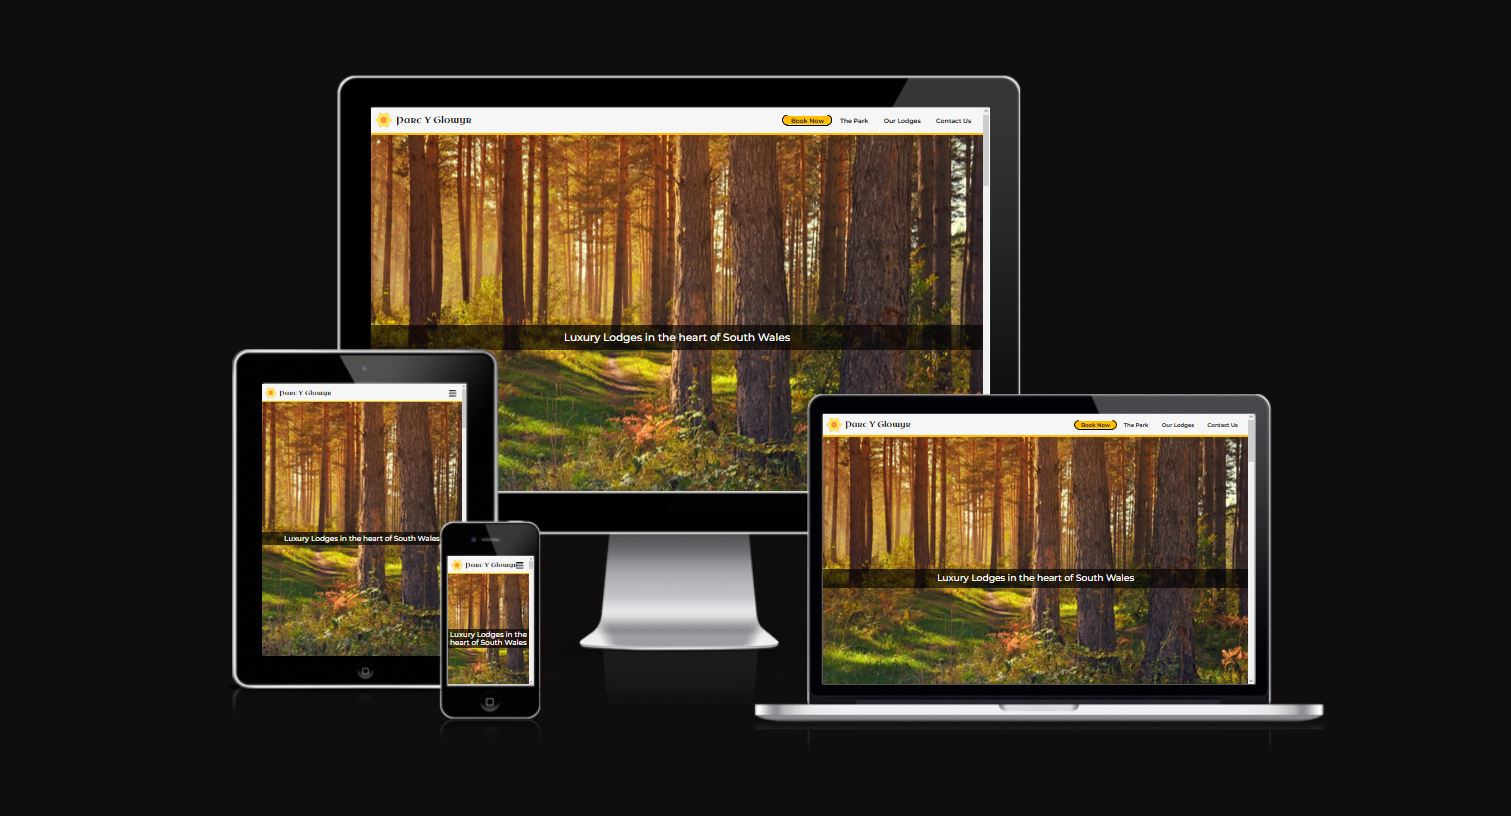 Parc Y Glowyr
Book Now
The Park
Our Lodges
Contact Us
Luxury Lodges in the heart of South Wales
Parc Y Glowyr
Luxury Lodges in the heart of South Wales
Parc Y Glowyr
Luxury Lodges in the
heart of South Wales
Parc Y Glowyr
Book Now
The Park
Our Lodges
Contact Us
Luxury Lodges in the heart of South Wales